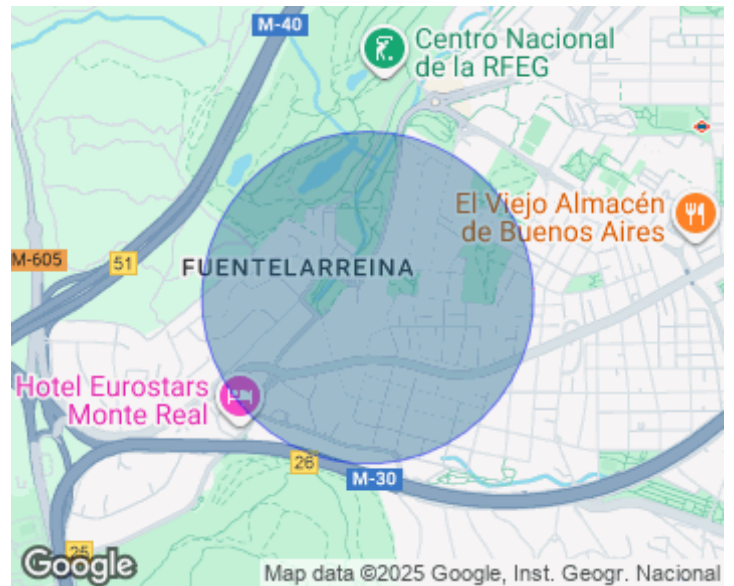 M-40
Centro Nacional
de la RFEG
El Viejo Almacén
de Buenos Aires
M-605
51
FUENTELARREINA
Hotel Eurostars
Monte Real
26
M-30
25
Google
Map data ©2025 Google, Inst. Geogr. Nacional